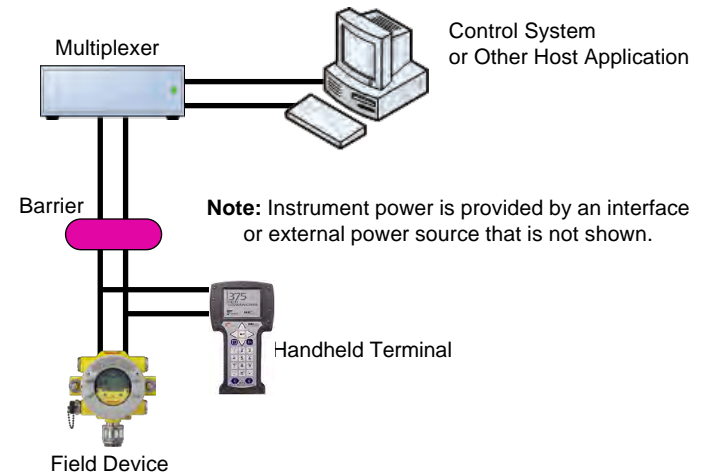 Multiplexer
Control System
or Other Host Application
Barrier
Note: Instrument power is provided by an interface
or external power source that is not shown.
375
Handheld Terminal
Field Device